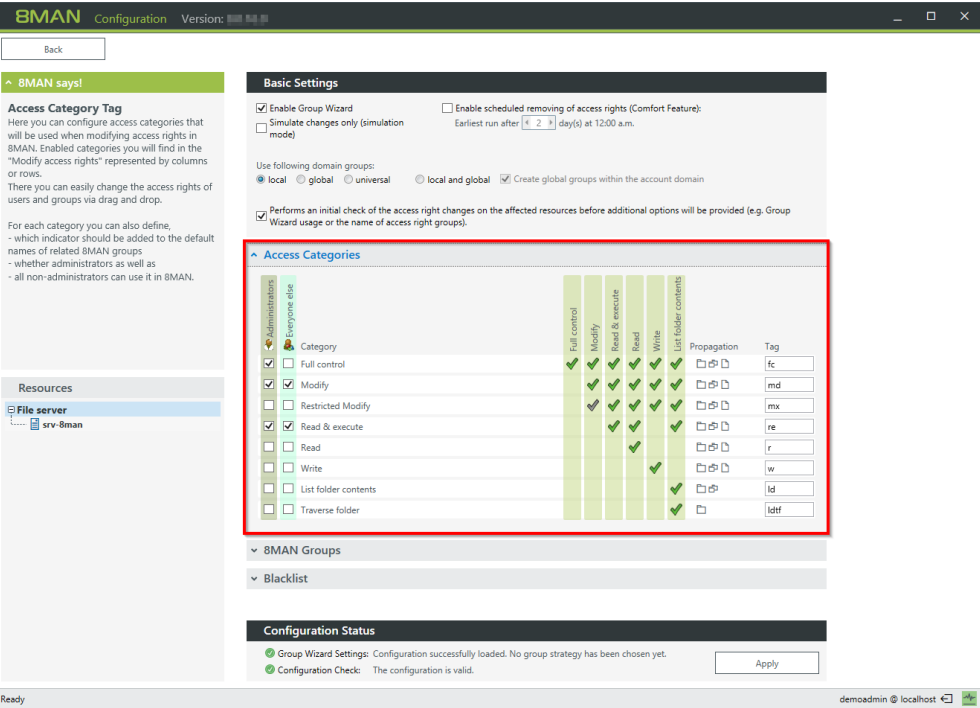 8MAN Configuration Version:
Back
8MAN says!
Access Category Tag
Here you can configure access categories that
will be used when modifying access rights in
8MAN. Enabled categories you will find in the
"Modify access rights" represented by columns
or rows.
There you can easily change the access rights of
users and groups via drag and drop.
For each category you can also define,
- which indicator should be added to the default
names of related 8MAN groups
- whether administrators as well as
- all non-administrators can use it in 8MAN.
Resources
File server
srv-8man
Basic Settings
Enable Group Wizard
Simulate changes only (simulation
mode)
Enable scheduled removing of access rights (Comfort Feature):
Earliest run after 2 day(s) at 12:00 a.m.
Use following domain groups:
local global universal local and global Create global groups within the account domain
Performs an initial check of the access right changes on the affected resources before additional options will be provided (e.g. Group
Wizard usage or the name of access right groups).
Access Categories
Administrators
Everyone else
Category
Full control
Modify
Read & execute
Read
Write
List folder contents
Propagation
Tag
Full control fc
Modify md
Restricted Modify mx
Read & execute re
Read r
Write w
List folder contents ld
Traverse folder ldtf
8MAN Groups
Blacklist
Configuration Status
Group Wizard Settings: Configuration successfully loaded. No group strategy has been chosen yet.
Configuration Check: The configuration is valid.
Apply
Ready
demoadmin @ localhost